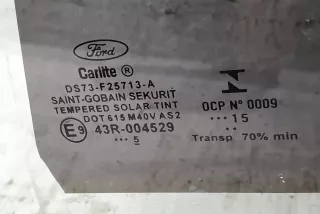 Ford
Carlite ®
DS73-F25713-A
SAINT-GOBAIN SEKURIT
TEMPERED SOLAR TINT
DOT 615 M40V AS2
E9 43R-004529
... 5
OCP Nº 0009
...15
Transp 70% min